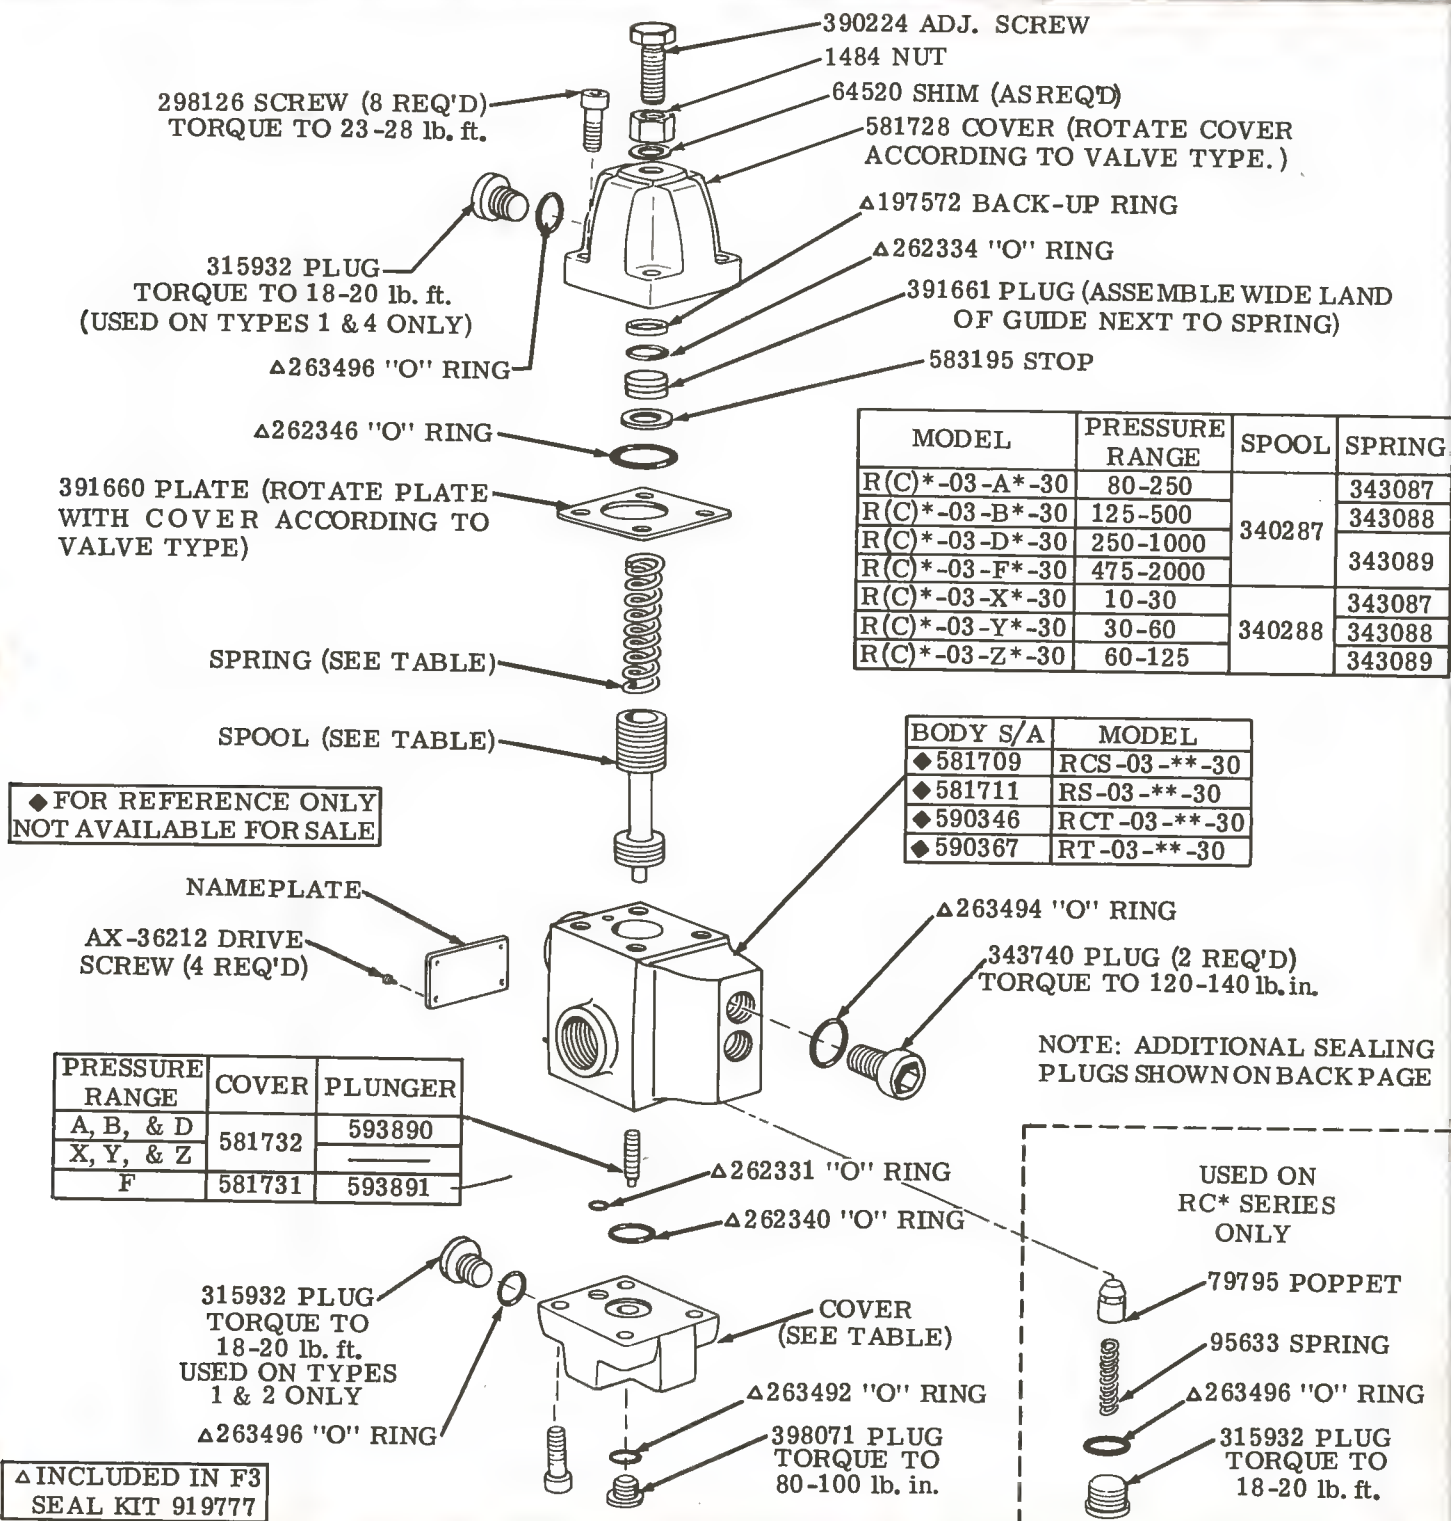 390224 ADJ. SCREW
1484 NUT
64520 SHIM (AS REQ'D)
581728 COVER (ROTATE COVER
ACCORDING TO VALVE TYPE.)
298126 SCREW (8 REQ'D)
TORQUE TO 23-28 lb. ft.
△197572 BACK-UP RING
△262334 "O" RING
391661 PLUG (ASSEMBLE WIDE LAND
OF GUIDE NEXT TO SPRING)
583195 STOP
315932 PLUG
TORQUE TO 18-20 lb. ft.
(USED ON TYPES 1 & 4 ONLY)
△263496 "O" RING
△262346 "O" RING
391660 PLATE (ROTATE PLATE
WITH COVER ACCORDING TO
VALVE TYPE)
MODEL PRESSURE RANGE SPOOL SPRING
R(C)*-03-A*-30 80-250 340287 343087
R(C)*-03-B*-30 125-500 343088
R(C)*-03-D*-30 250-1000 343089
R(C)*-03-F*-30 475-2000
R(C)*-03-X*-30 10-30 340288 343087
R(C)*-03-Y*-30 30-60 343088
R(C)*-03-Z*-30 60-125 343089
SPRING (SEE TABLE)
SPOOL (SEE TABLE)
◆ FOR REFERENCE ONLY
NOT AVAILABLE FOR SALE
BODY S/A MODEL
◆ 581709 RCS-03-**-30
◆ 581711 RS-03-**-30
◆ 590346 RCT-03-**-30
◆ 590367 RT-03-**-30
NAMEPLATE
AX-36212 DRIVE
SCREW (4 REQ'D)
△263494 "O" RING
343740 PLUG (2 REQ'D)
TORQUE TO 120-140 lb. in.
NOTE: ADDITIONAL SEALING
PLUGS SHOWN ON BACK PAGE
PRESSURE RANGE COVER PLUNGER
A, B, & D 581732 593890
X, Y, & Z
F 581731 593891
△262331 "O" RING
△262340 "O" RING
315932 PLUG
TORQUE TO
18-20 lb. ft.
USED ON TYPES
1 & 2 ONLY
△263496 "O" RING
COVER
(SEE TABLE)
△263492 "O" RING
398071 PLUG
TORQUE TO
80-100 lb. in.
USED ON
RC* SERIES
ONLY
79795 POPPET
95633 SPRING
△263496 "O" RING
315932 PLUG
TORQUE TO
18-20 lb. ft.
△ INCLUDED IN F3
SEAL KIT 919777